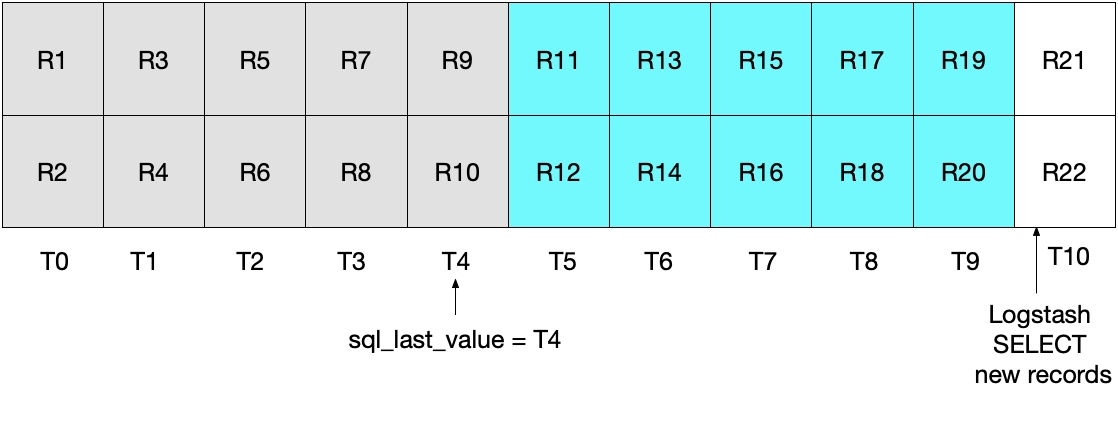 R1 R3 R5 R7 R9 R11 R13 R15 R17 R19 R21
R2 R4 R6 R8 R10 R12 R14 R16 R18 R20 R22
T0 T1 T2 T3 T4 T5 T6 T7 T8 T9 T10
sql_last_value = T4
Logstash
SELECT
new records